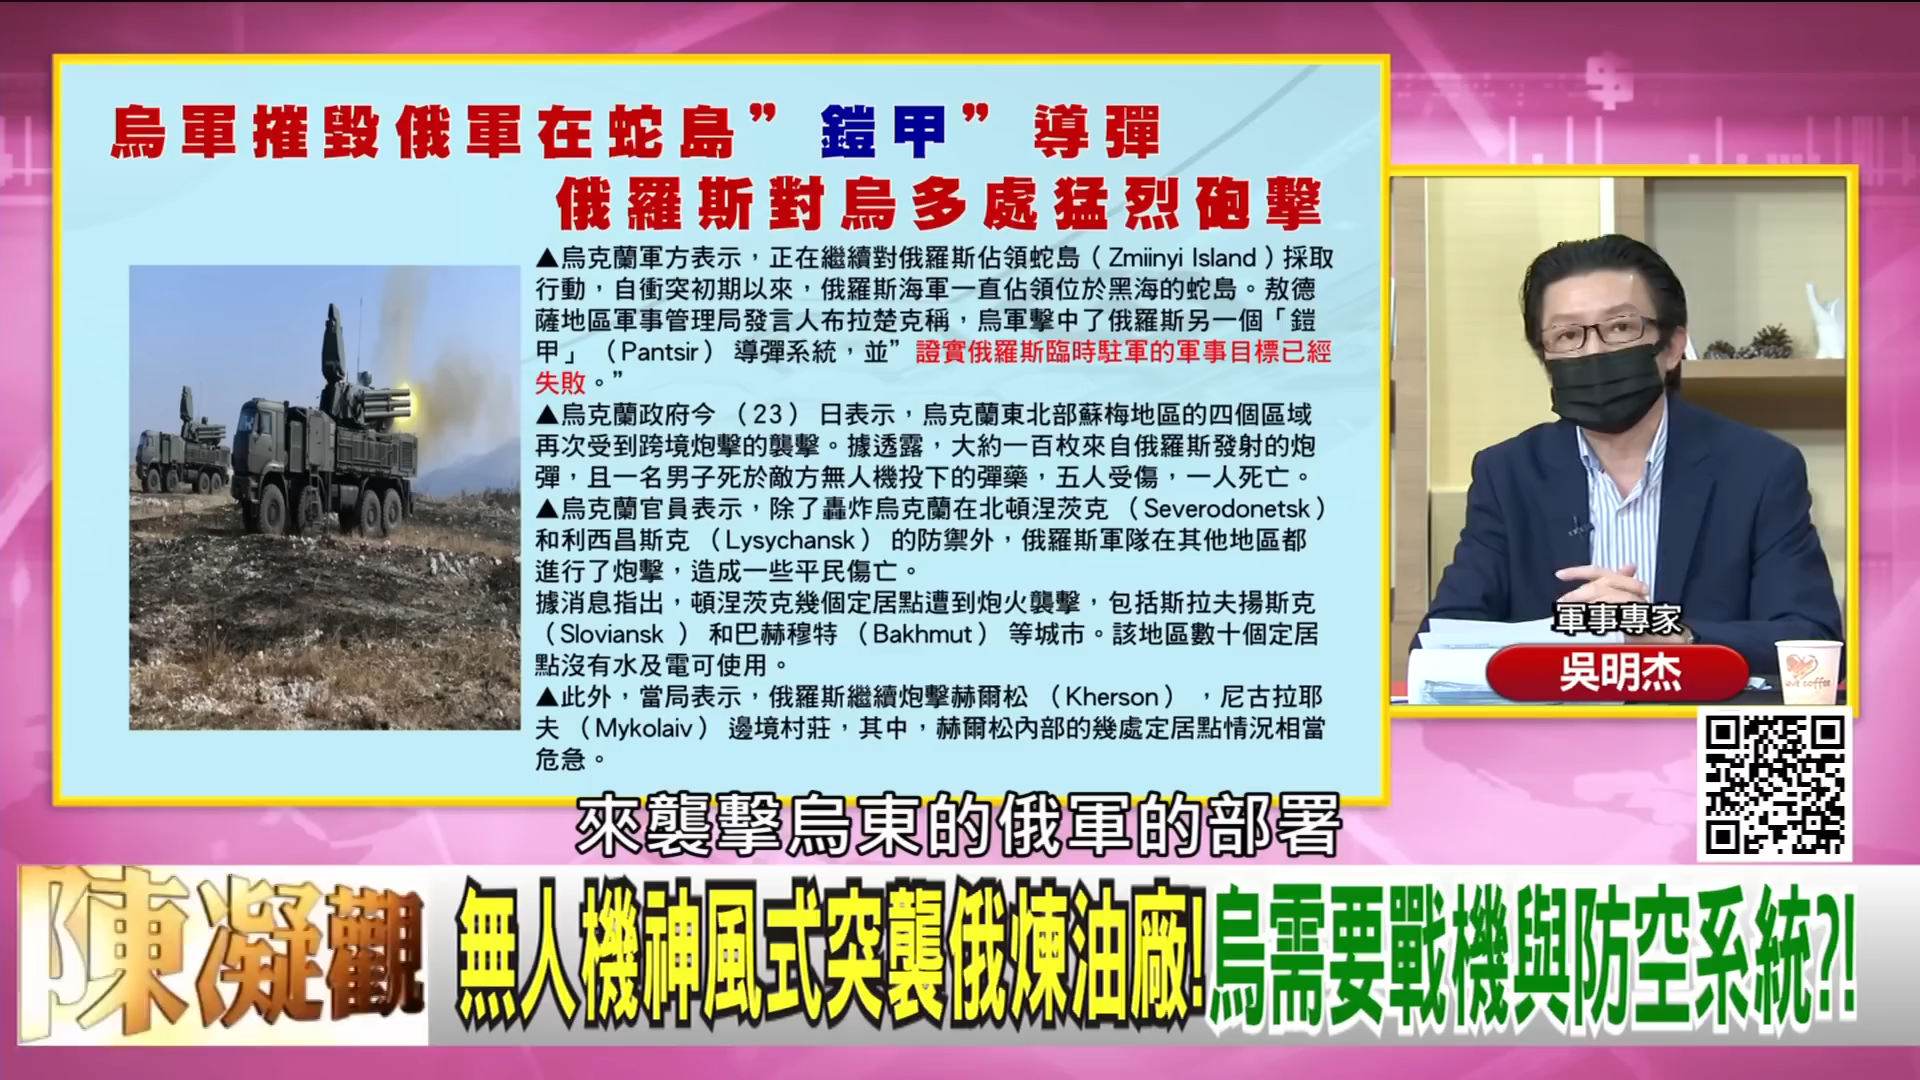 烏軍摧毀俄軍在蛇島”鎧甲”導彈
俄羅斯對烏多處猛烈砲擊
▲烏克蘭軍方表示，正在繼續對俄羅斯佔領蛇島（Zmiinyi Island）採取
行動，自衝突初期以來，俄羅斯海軍一直佔領位於黑海的蛇島。敖德
薩地區軍事管理局發言人布拉楚克稱，烏軍擊中了俄羅斯另一個「鎧
甲」（Pantsir）導彈系統，並”證實俄羅斯臨時駐軍的軍事目標已經
失敗。”
▲烏克蘭政府今（23）日表示，烏克蘭東北部蘇梅地區的四個區域
再次受到跨境炮擊的襲擊。據透露，大約一百枚來自俄羅斯發射的炮
彈，且一名男子死於敵方無人機投下的彈藥，五人受傷，一人死亡。
▲烏克蘭官員表示，除了轟炸烏克蘭在北頓涅茨克（Severodonetsk）
和利西昌斯克（Lysychansk）的防禦外，俄羅斯軍隊在其他地區都
進行了炮擊，造成一些平民傷亡。
據消息指出，頓涅茨克幾個定居點遭到炮火襲擊，包括斯拉夫揚斯克
（Sloviansk ）和巴赫穆特（Bakhmut）等城市。該地區數十個定居
點沒有水及電可使用。
▲此外，當局表示，俄羅斯繼續炮擊赫爾松（Kherson），尼古拉耶
夫（Mykolaiv）邊境村莊，其中，赫爾松內部的幾處定居點情況相當
危急。
軍事專家
吳明杰
love coffee
來襲擊烏東的俄軍的部署
陳凝觀
無人機神風式突襲俄煉油廠!烏需要戰機與防空系統?!